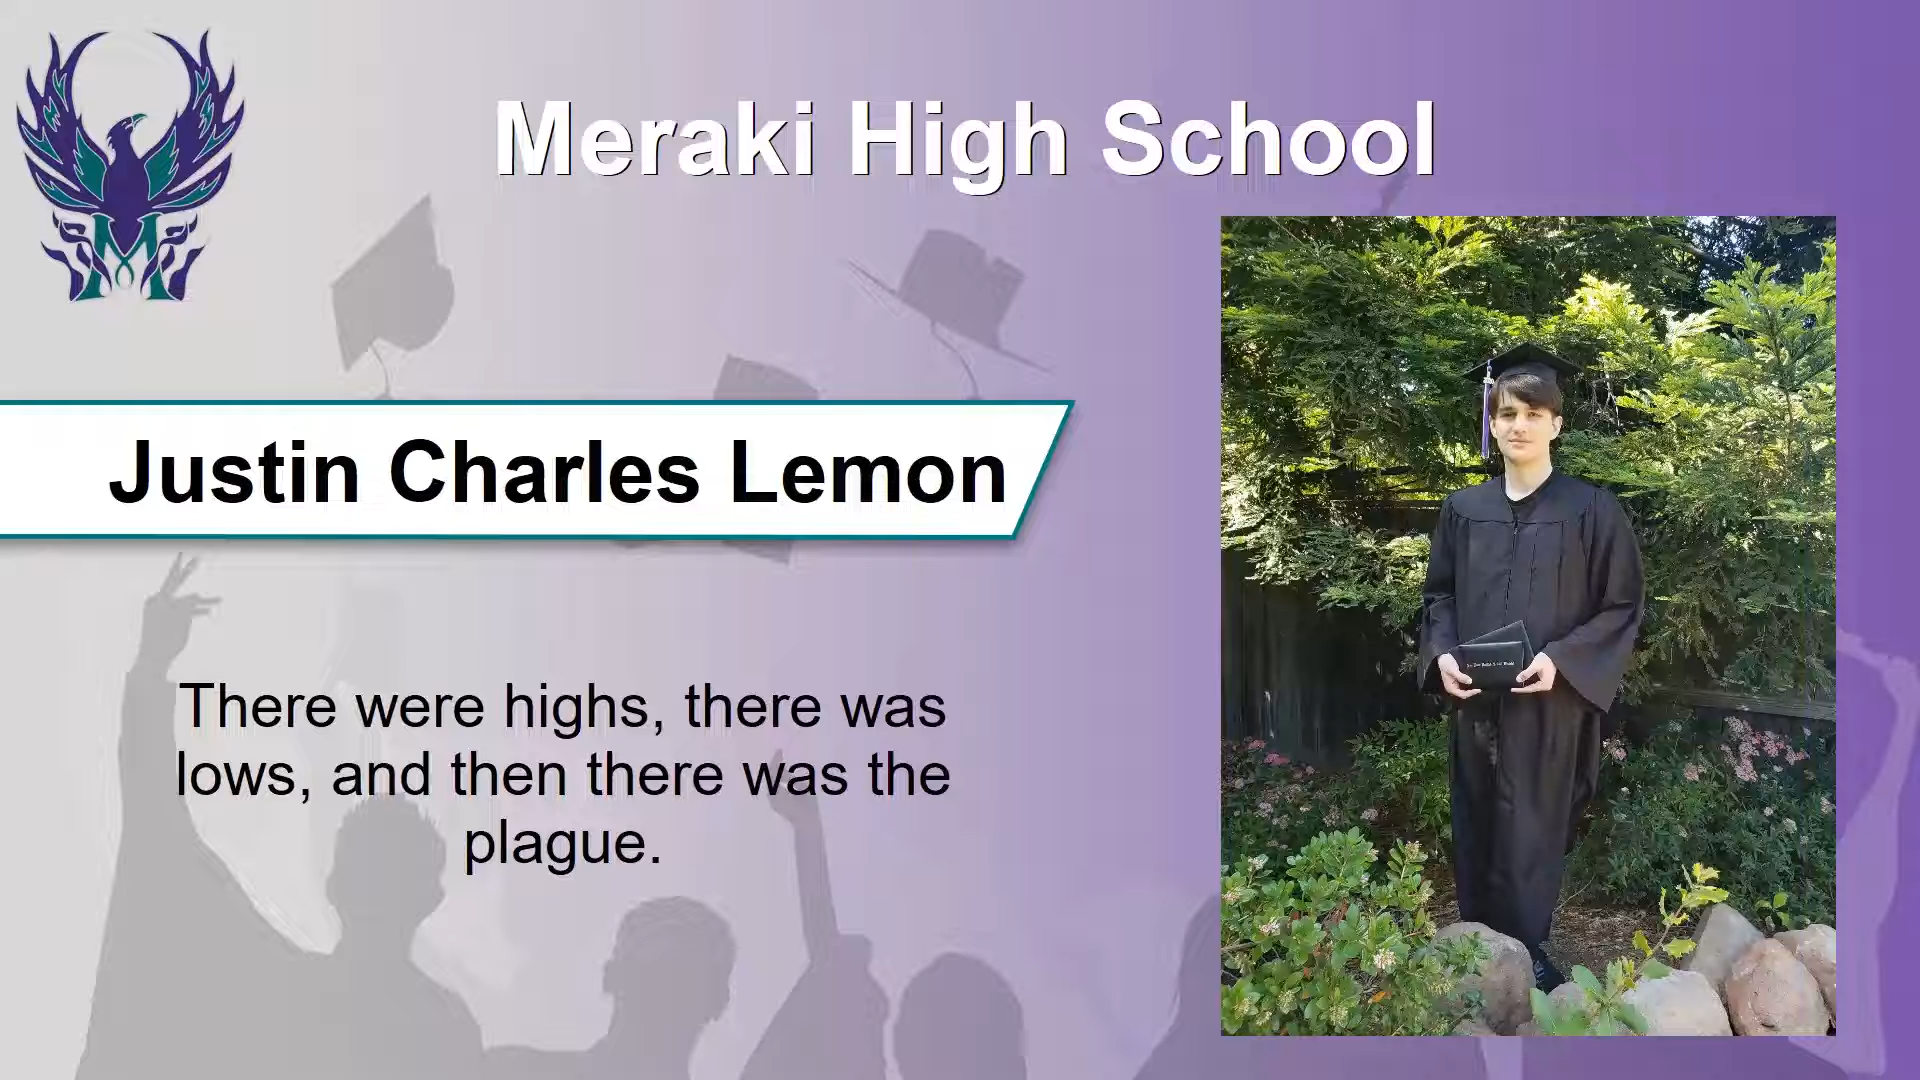 Meraki High School
Justin Charles Lemon
There were highs, there was
lows, and then there was the
plague.
M